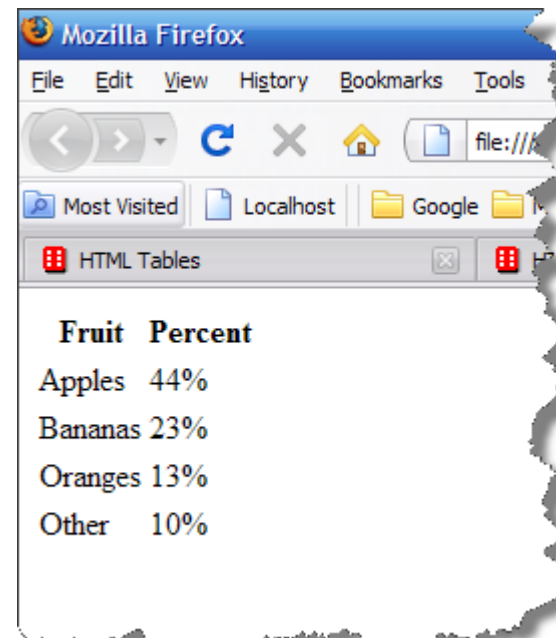 Mozilla Firefox
File Edit View History Bookmarks Tools
file:///
Most Visited Localhost Google
HTML Tables
Fruit Percent
Apples 44%
Bananas 23%
Oranges 13%
Other 10%